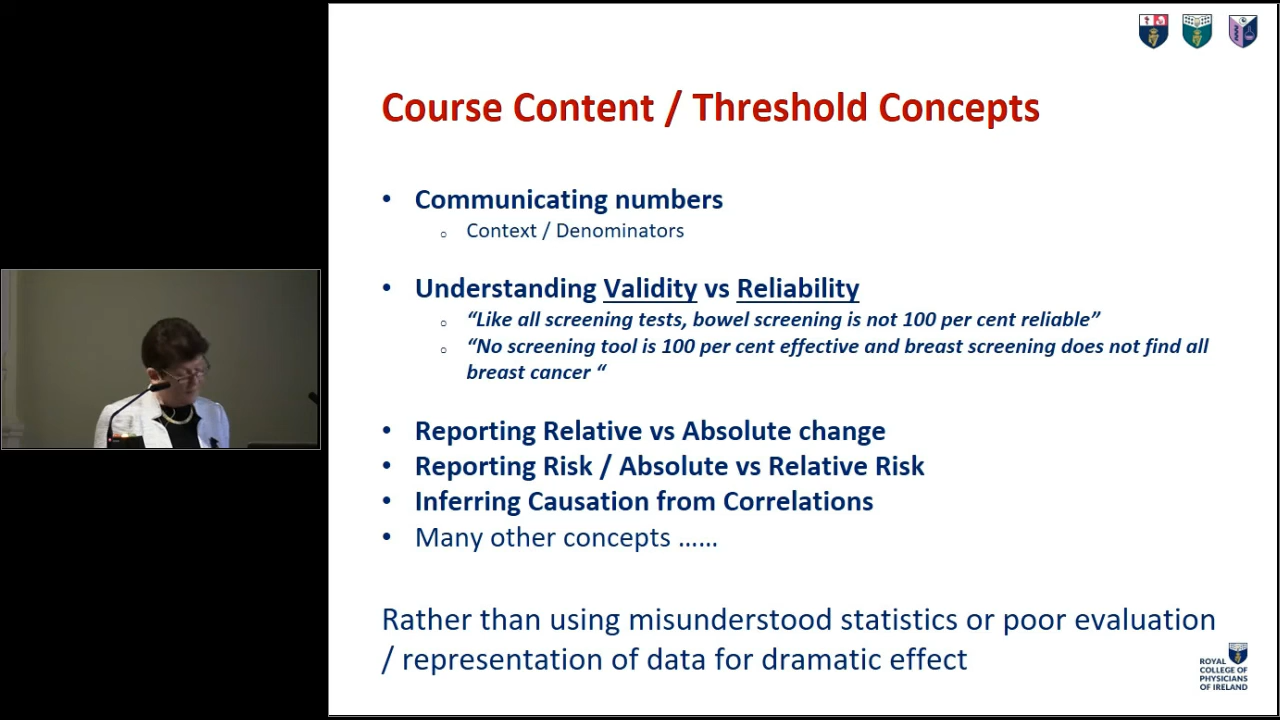 Course Content / Threshold Concepts
• Communicating numbers
o Context / Denominators
• Understanding Validity vs Reliability
o “Like all screening tests, bowel screening is not 100 per cent reliable”
o “No screening tool is 100 per cent effective and breast screening does not find all
breast cancer “
• Reporting Relative vs Absolute change
• Reporting Risk / Absolute vs Relative Risk
• Inferring Causation from Correlations
• Many other concepts ……
Rather than using misunderstood statistics or poor evaluation
/ representation of data for dramatic effect
ROYAL
COLLEGE OF
PHYSICIANS
OF IRELAND